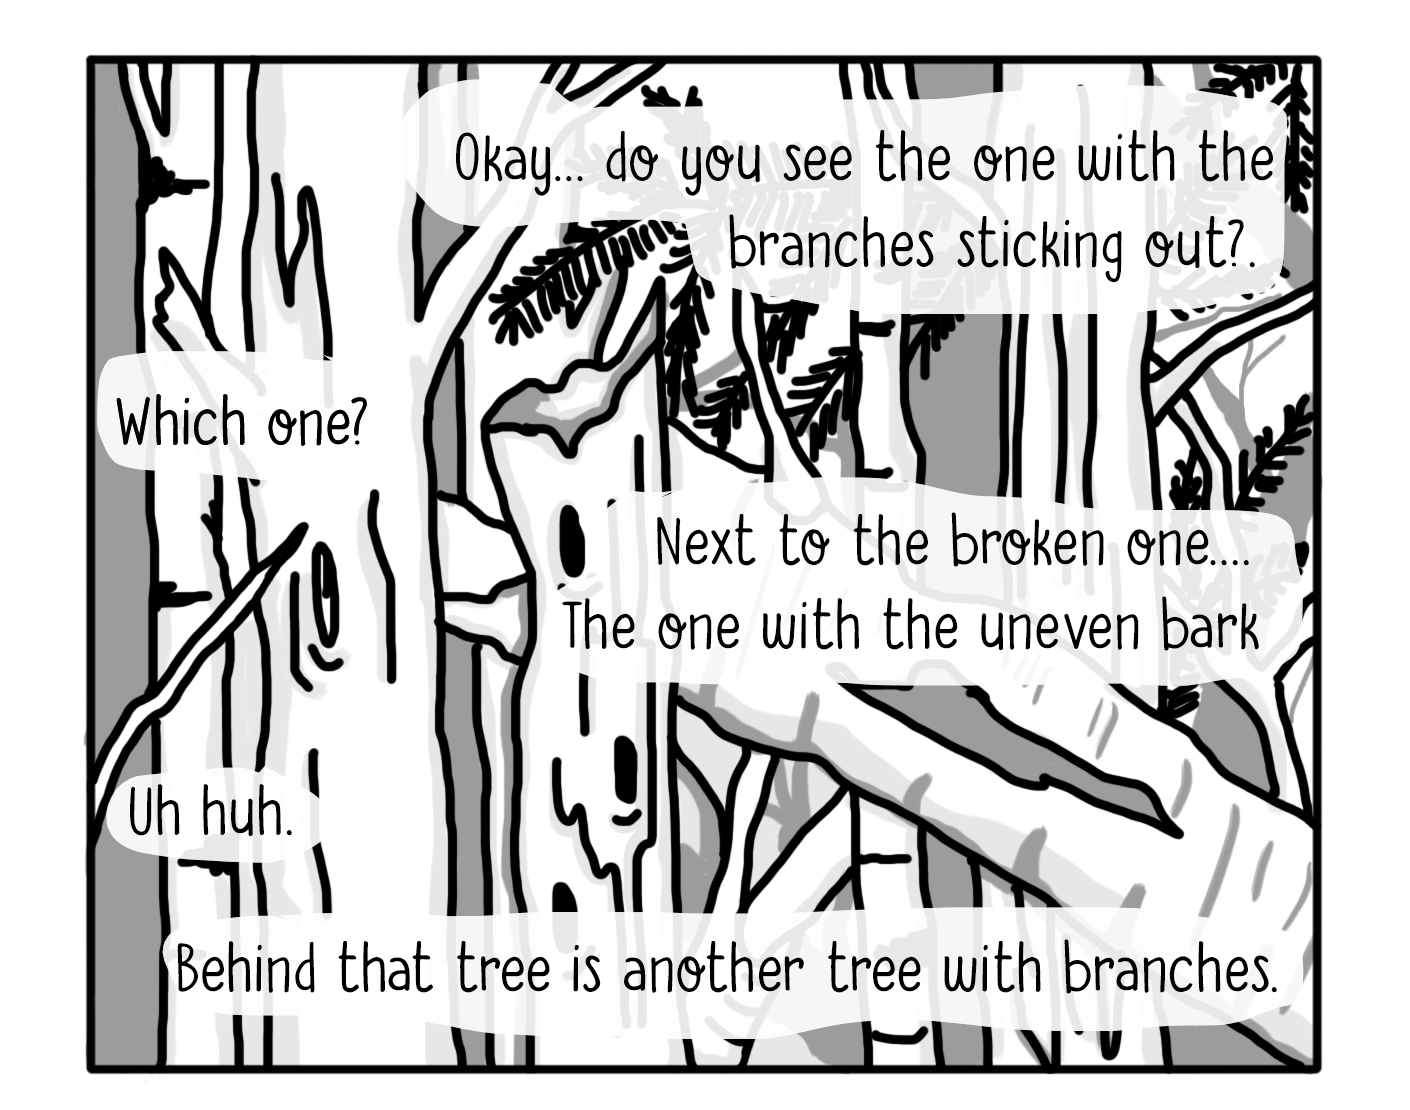 Okay... do you see the one with the
branches sticking out?.
Which one?
Next to the broken one....
The one with the uneven bark
Uh huh.
Behind that tree is another tree with branches.